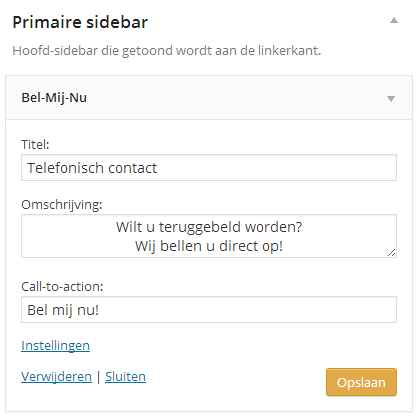 Primaire sidebar
Hoofd-sidebar die getoond wordt aan de linkerkant.
Bel-Mij-Nu
Titel:
Telefonisch contact
Omschrijving:
Wilt u teruggebeld worden?
Wij bellen u direct op!
Call-to-action:
Bel mij nu!
Instellingen
Verwijderen | Sluiten
Opslaan